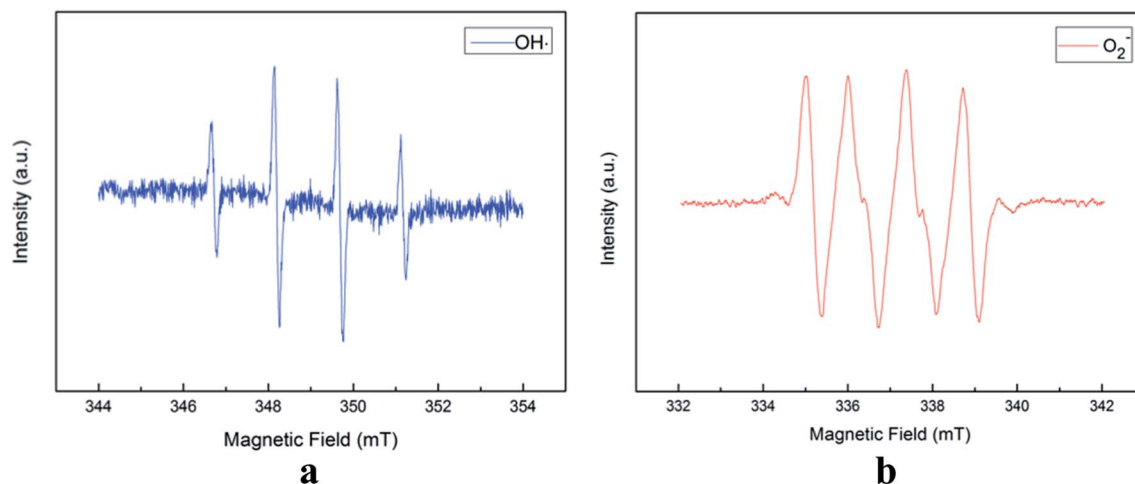 OH·
Intensity (a.u.)
344 346 348 350 352 354
Magnetic Field (mT)
a
O₂⁻
Intensity (a.u.)
332 334 336 338 340 342
Magnetic Field (mT)
b